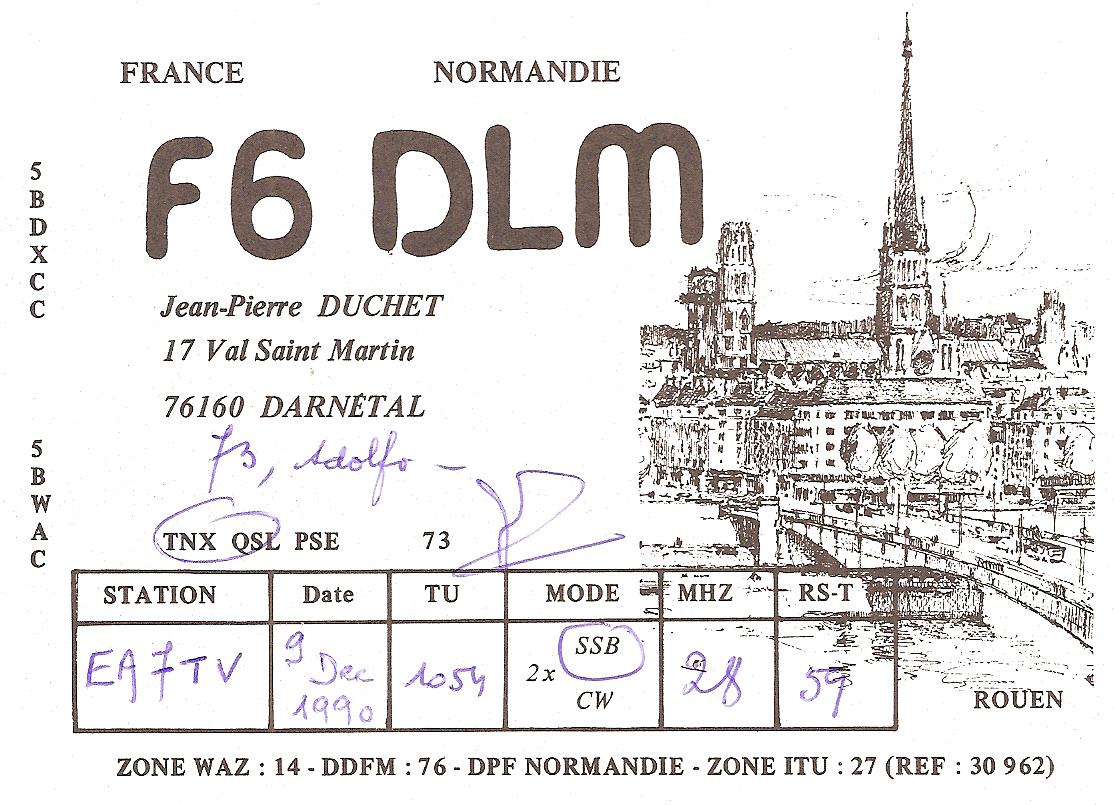 FRANCE NORMANDIE
F6 DLM
5BDXCC
Jean-Pierre DUCHET
17 Val Saint Martin
76160 DARNÉTAL
5BWAC
73, Adolfo -
TNX QSL PSE 73
STATION Date TU MODE MHZ RS-T
EA7TV 9 Dec 1990 1054 2x SSB CW 28 59
ROUEN
ZONE WAZ : 14 - DDFM : 76 - DPF NORMANDIE - ZONE ITU : 27 (REF : 30 962)